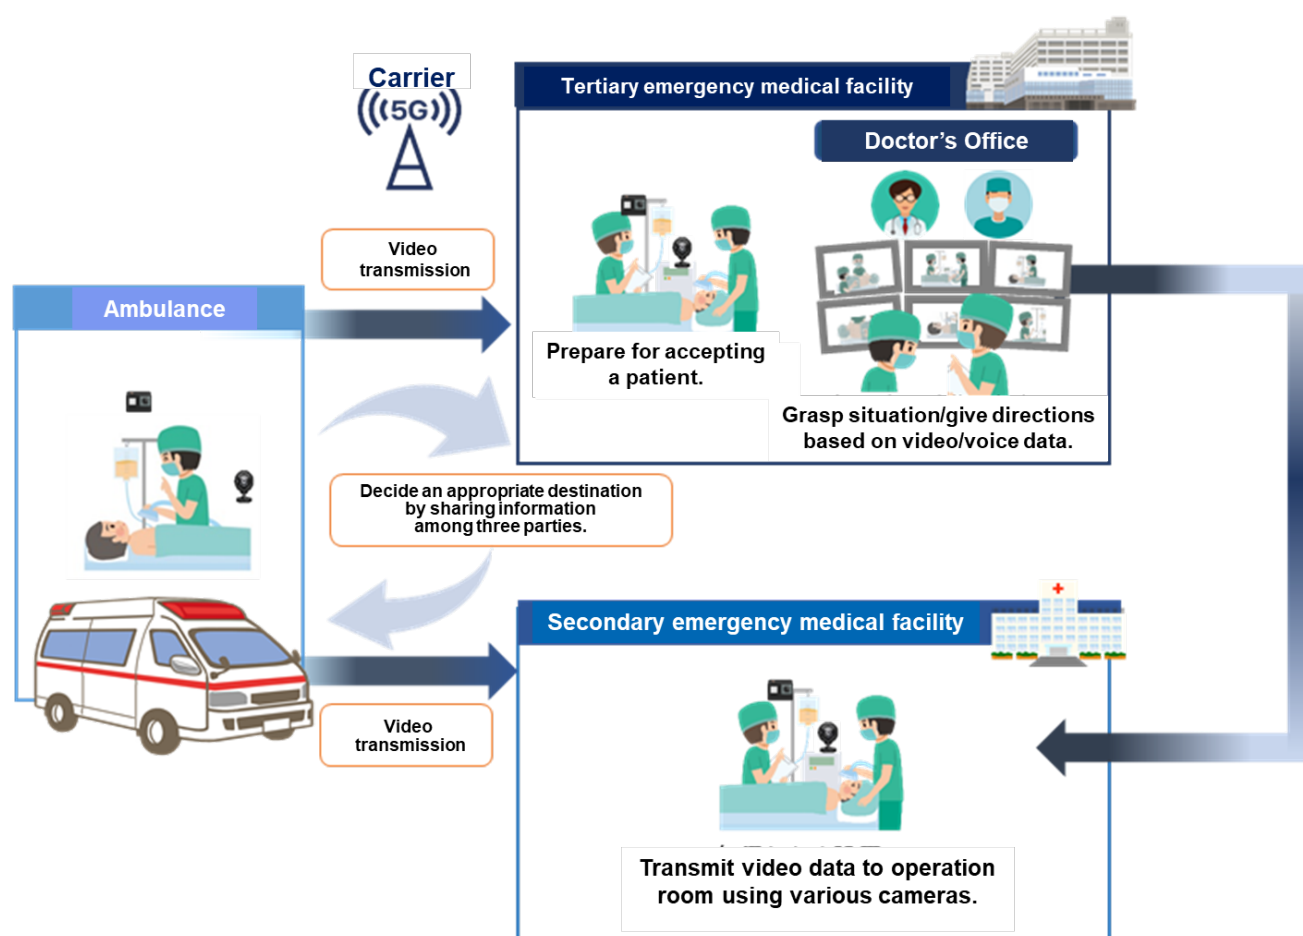 Carrier
5G
Tertiary emergency medical facility
Doctor's Office
Video
transmission
Ambulance
Prepare for accepting
a patient.
Grasp situation/give directions
based on video/voice data.
Decide an appropriate destination
by sharing information
among three parties.
Secondary emergency medical facility
Video
transmission
Transmit video data to operation
room using various cameras.